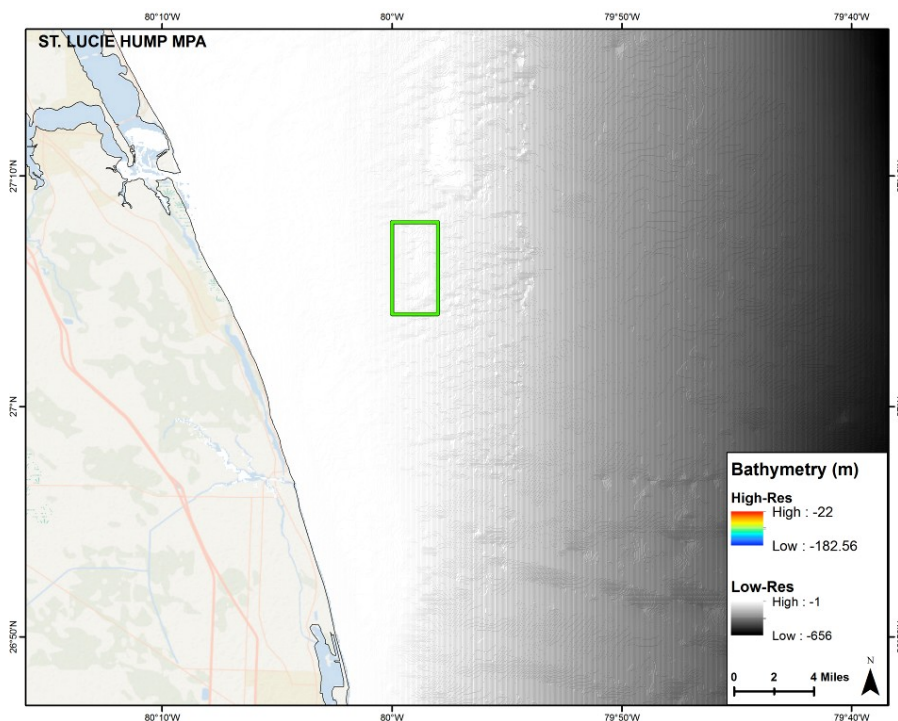 80°10'W 80°W 79°50'W 79°40'W
ST. LUCIE HUMP MPA
27°10'N
27°N
26°50'N
Bathymetry (m)
High-Res
High : -22
Low : -182.56
Low-Res
High : -1
Low : -656
N
0 2 4 Miles
80°10'W 80°W 79°50'W 79°40'W